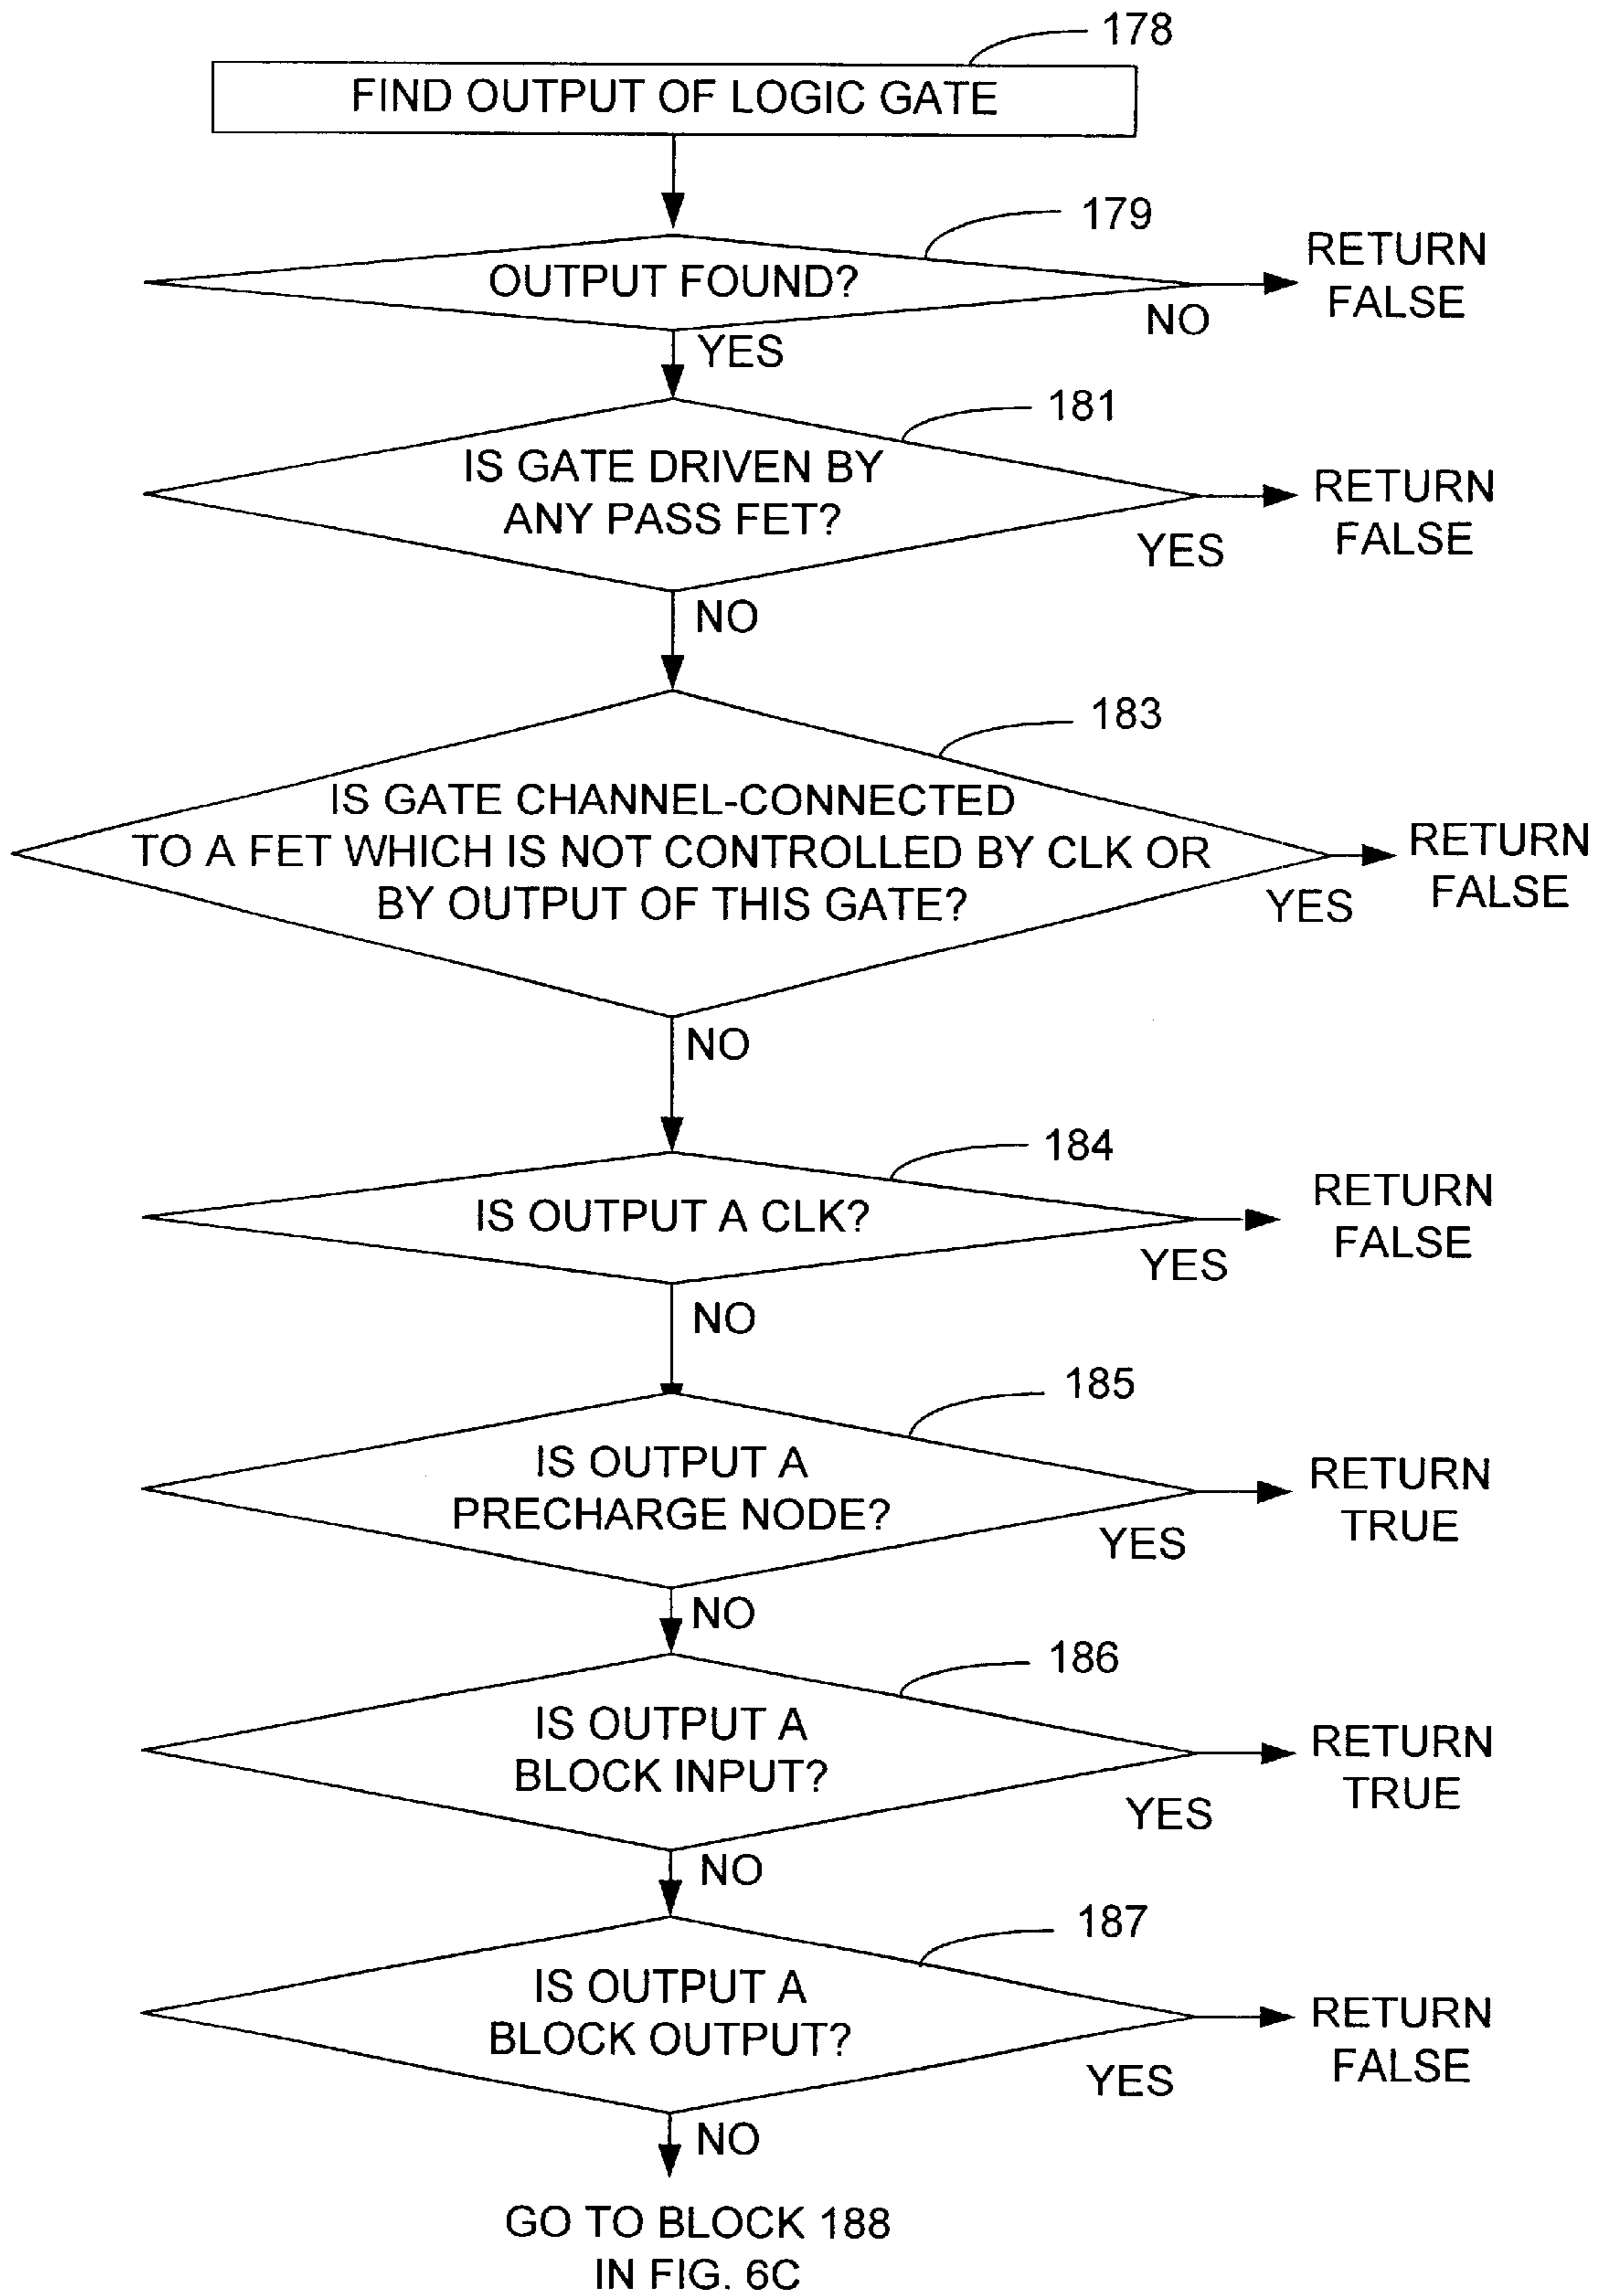 178
FIND OUTPUT OF LOGIC GATE
179
OUTPUT FOUND?
RETURN
FALSE
NO
YES
181
IS GATE DRIVEN BY
ANY PASS FET?
RETURN
FALSE
YES
NO
183
IS GATE CHANNEL-CONNECTED
TO A FET WHICH IS NOT CONTROLLED BY CLK OR
BY OUTPUT OF THIS GATE?
RETURN
FALSE
YES
NO
184
IS OUTPUT A CLK?
RETURN
FALSE
YES
NO
185
IS OUTPUT A
PRECHARGE NODE?
RETURN
TRUE
YES
NO
186
IS OUTPUT A
BLOCK INPUT?
RETURN
TRUE
YES
NO
187
IS OUTPUT A
BLOCK OUTPUT?
RETURN
FALSE
YES
NO
GO TO BLOCK 188
IN FIG. 6C